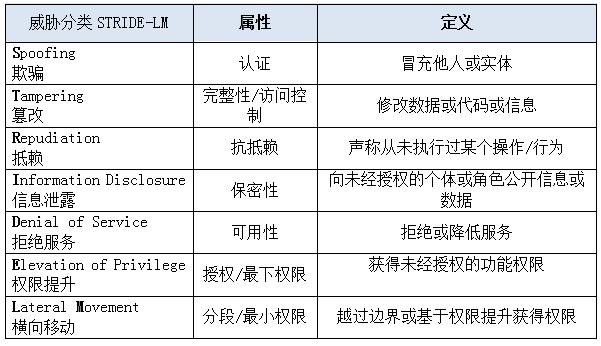 威胁分类 STRIDE-LM 属性 定义
Spoofing
欺骗
认证
冒充他人或实体
Tampering
篡改
完整性/访问控
制
修改数据或代码或信息
Repudiation
抵赖
抗抵赖
声称从未执行过某个操作/行为
Information Disclosure
信息泄露
保密性
向未经授权的个体或角色公开信息或
数据
Denial of Service
拒绝服务
可用性
拒绝或降低服务
Elevation of Privilege
权限提升
授权/最下权限
获得未经授权的功能权限
Lateral Movement
横向移动
分段/最小权限
越过边界或基于权限提升获得权限